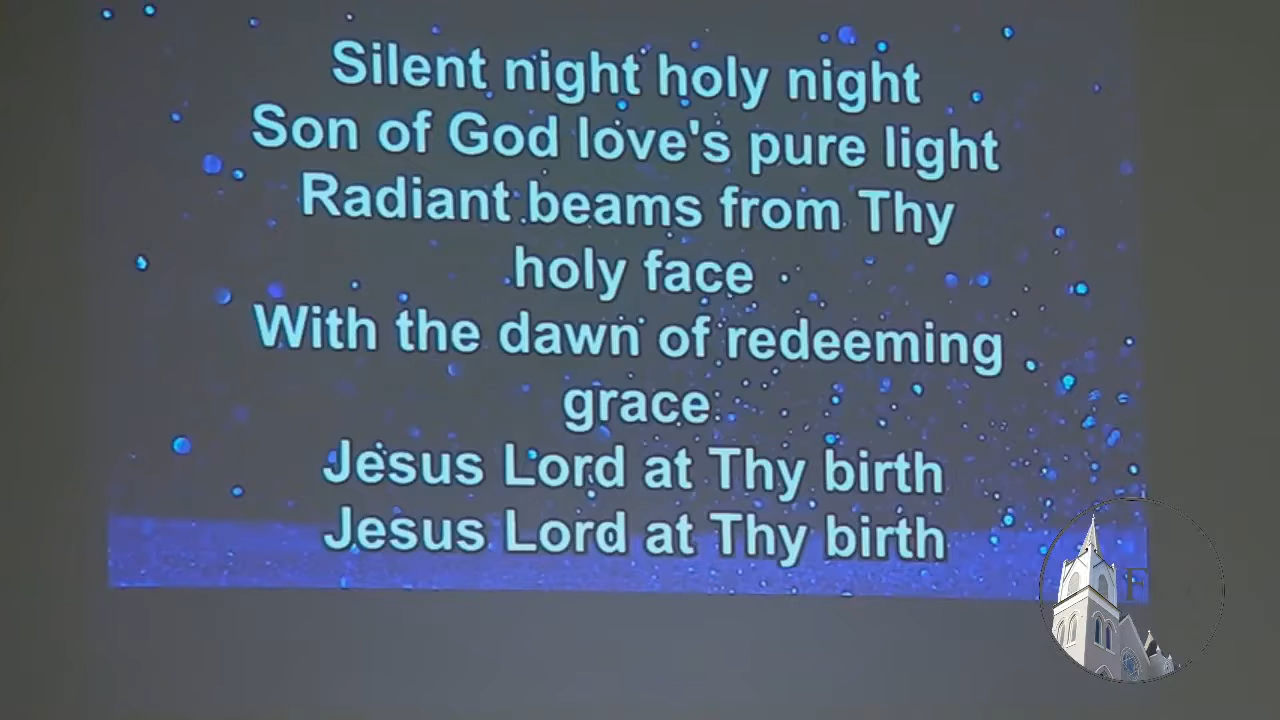 Silent night holy night
Son of God love's pure light
Radiant beams from Thy
holy face
With the dawn of redeeming
grace
Jesus Lord at Thy birth
Jesus Lord at Thy birth
F